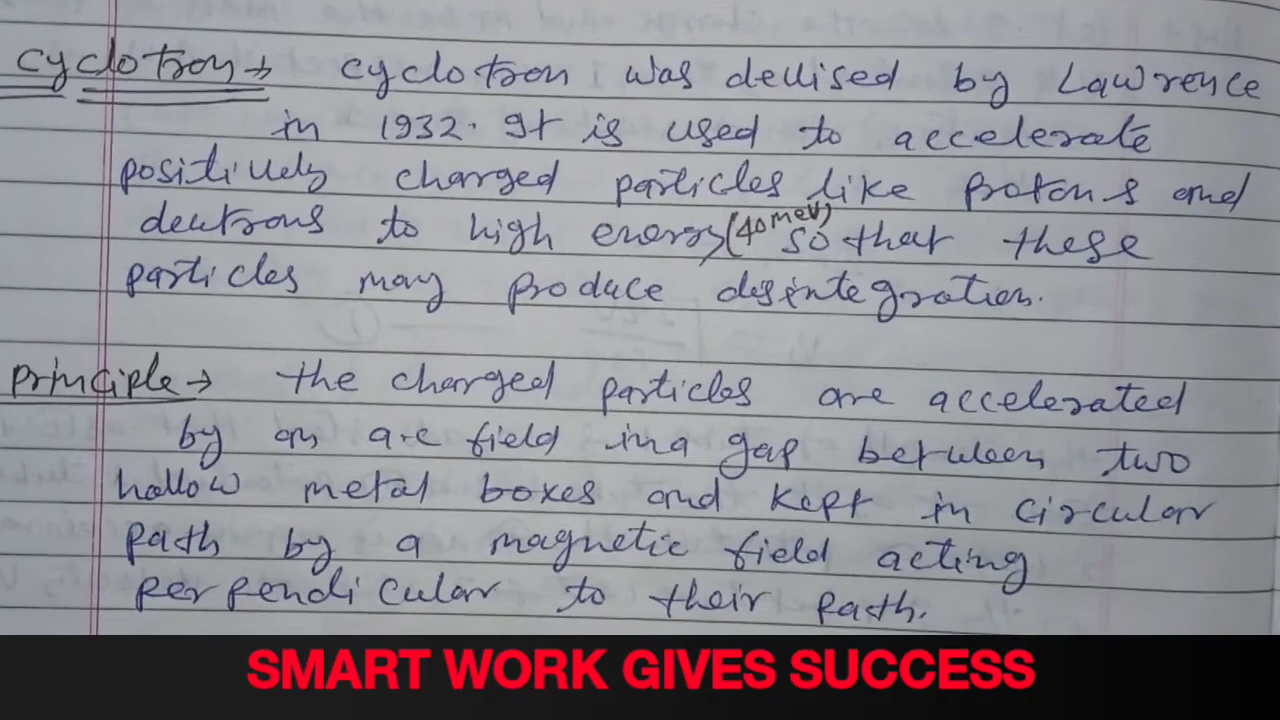 Cyclotron → cyclotron was devised by Lawrence
in 1932. It is used to accelerate
positively charged particles like protons and
deutrons to high energy (40 mev) so that these
particles may produce desintegration.
Principle → the charged particles are accelerated
by an a.c field in a gap between two
hallow metal boxes and kept in circular
path by a magnetic field acting
perpendicular to their path.
SMART WORK GIVES SUCCESS